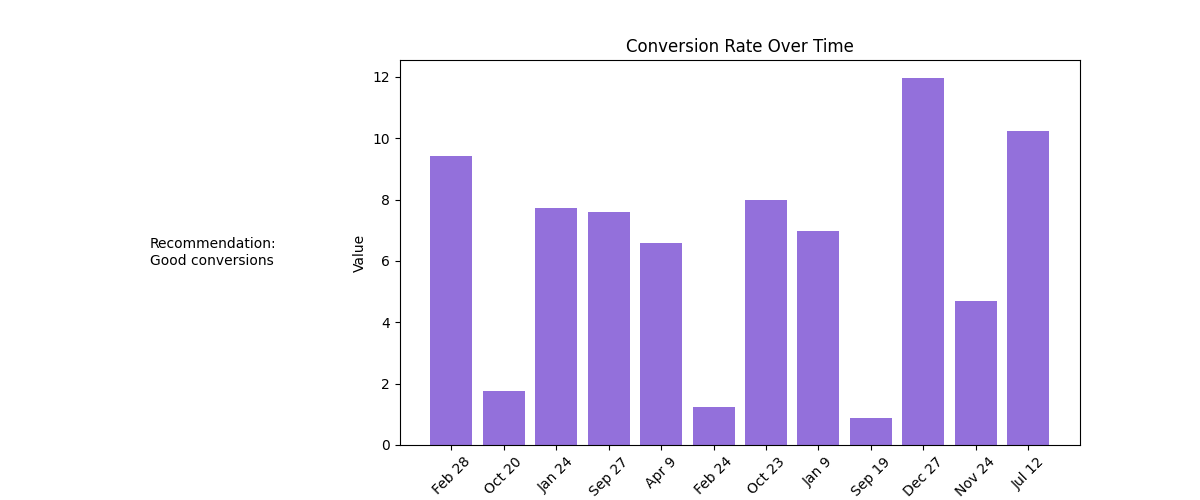 Conversion Rate Over Time
Recommendation:
Good conversions
Value
12
10
8
6
4
2
0
Feb 28
Oct 20
Jan 24
Sep 27
Apr 9
Feb 24
Oct 23
Jan 9
Sep 19
Dec 27
Nov 24
Jul 12